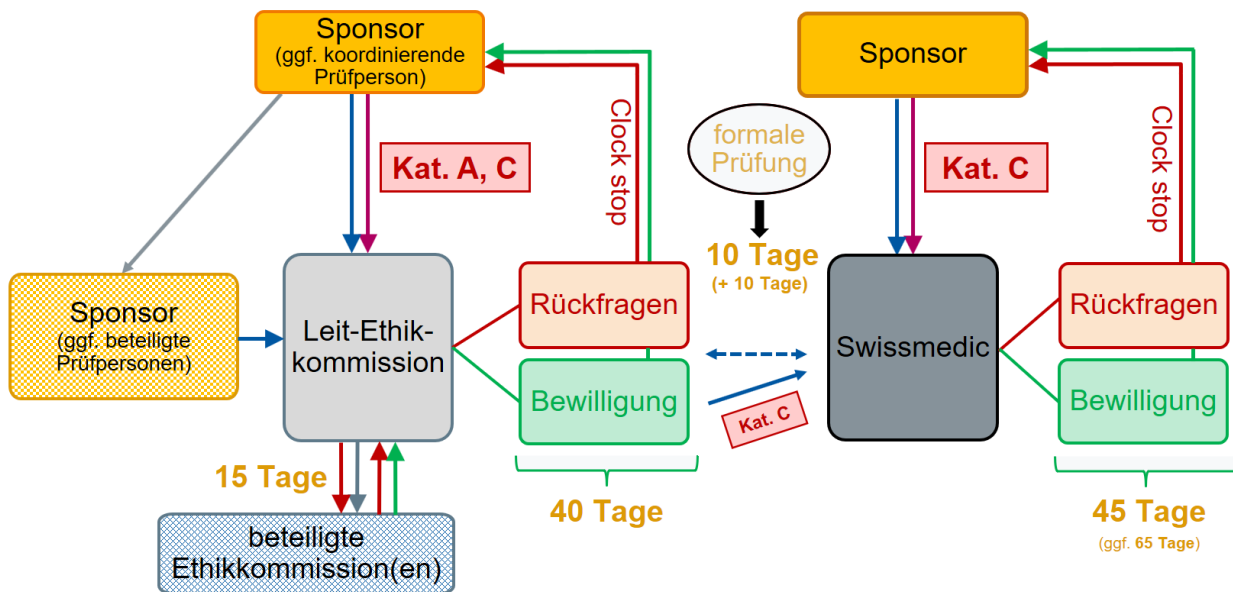 Sponsor
(ggf. koordinierende
Prüfperson)
Kat. A, C
Clock stop
formale
Prüfung
Sponsor
Kat. C
Clock stop
10 Tage
(+ 10 Tage)
Sponsor
(ggf. beteiligte
Prüfpersonen)
Leit-Ethik-
kommission
Rückfragen
Bewilligung
Kat. C
Swissmedic
Rückfragen
Bewilligung
15 Tage
40 Tage
45 Tage
(ggf. 65 Tage)
beteiligte
Ethikkommission(en)